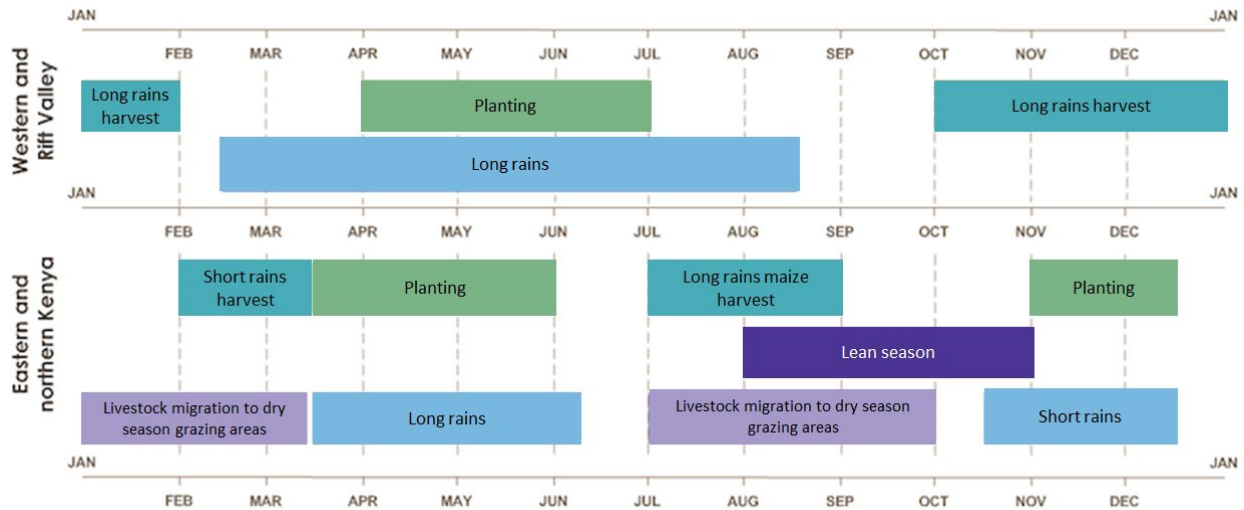 JAN JAN
FEB MAR APR MAY JUN JUL AUG SEP OCT NOV DEC
Western and
Rift Valley
Long rains
harvest
Planting
Long rains harvest
Long rains
JAN JAN
FEB MAR APR MAY JUN JUL AUG SEP OCT NOV DEC
Eastern and
northern Kenya
Short rains
harvest
Planting
Long rains maize
harvest
Planting
Lean season
Livestock migration to dry
season grazing areas
Long rains
Livestock migration to dry season
grazing areas
Short rains
JAN JAN
FEB MAR APR MAY JUN JUL AUG SEP OCT NOV DEC